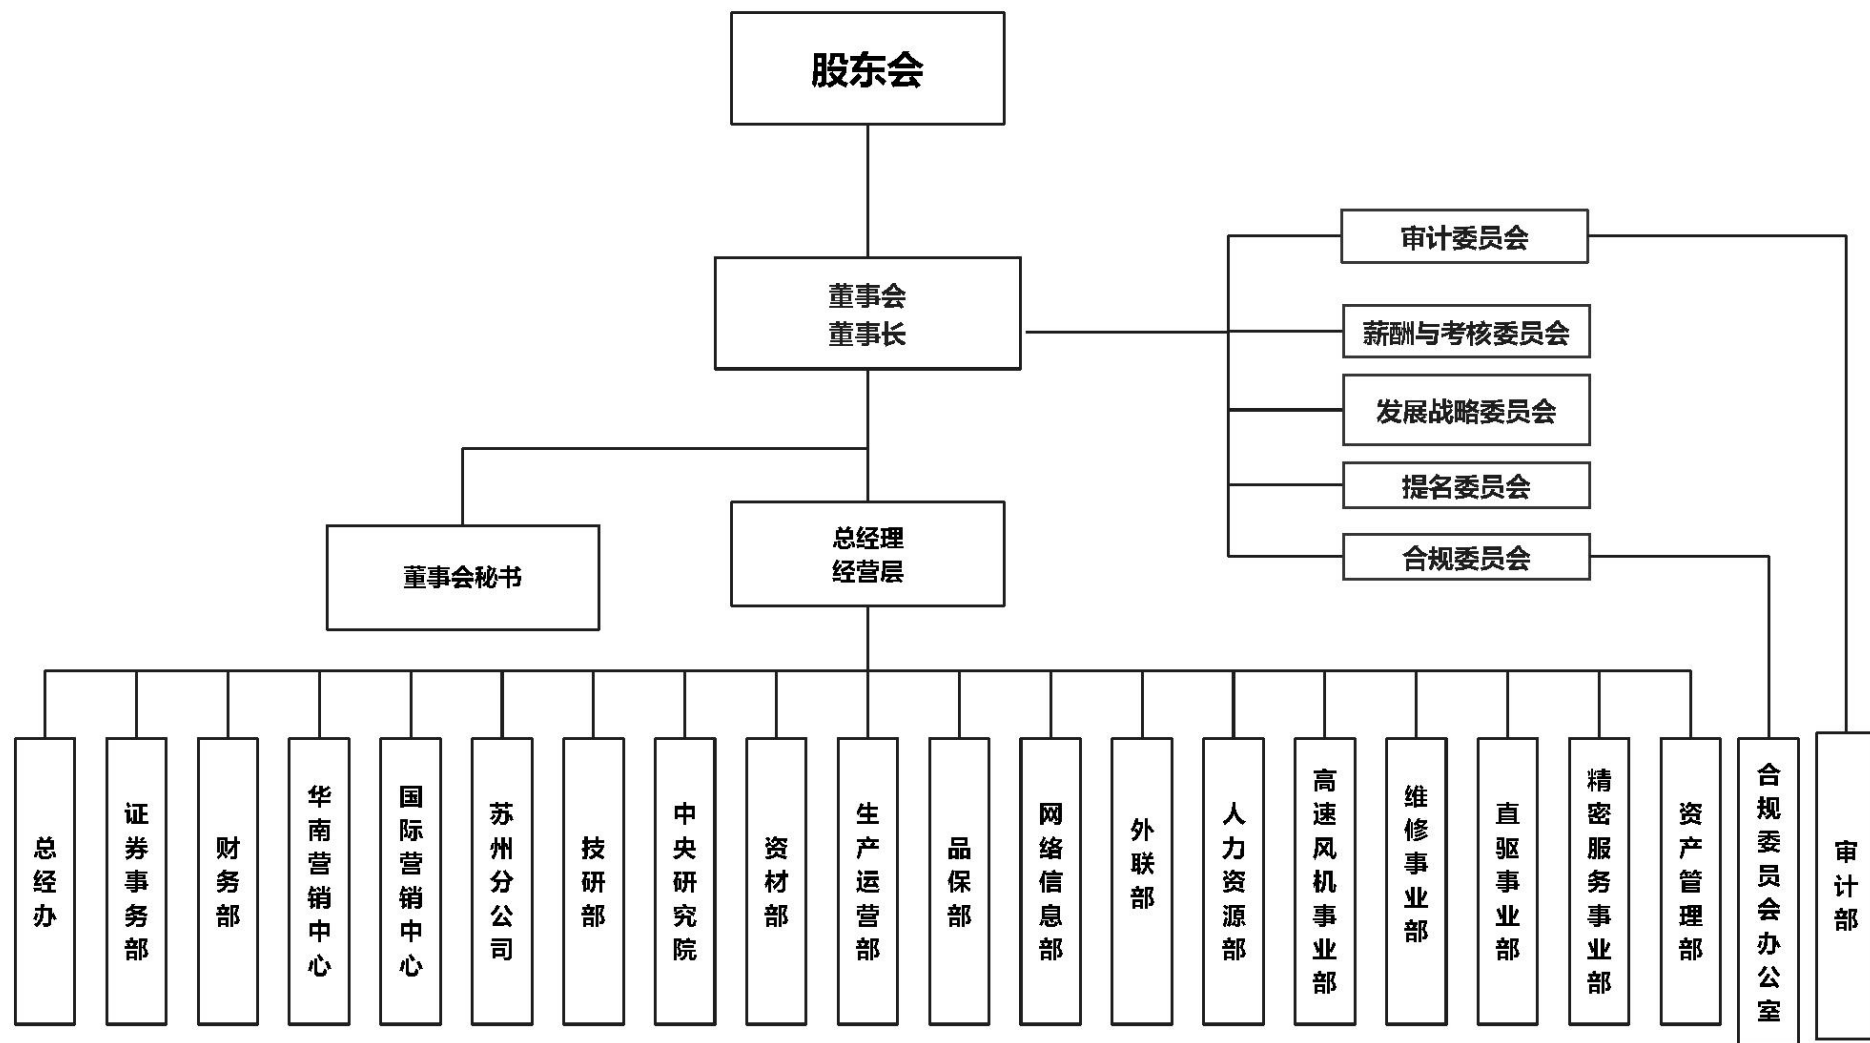 股东会
董事会
董事长
审计委员会
薪酬与考核委员会
发展战略委员会
提名委员会
合规委员会
董事会秘书
总经理
经营层
总经办
证券事务部
财务部
华南营销中心
国际营销中心
苏州分公司
技研部
中央研究院
资材部
生产运营部
品保部
网络信息部
外联部
人力资源部
高速风机事业部
维修事业部
直驱事业部
精密服务事业部
资产管理部
合规委员会办公室
审计部